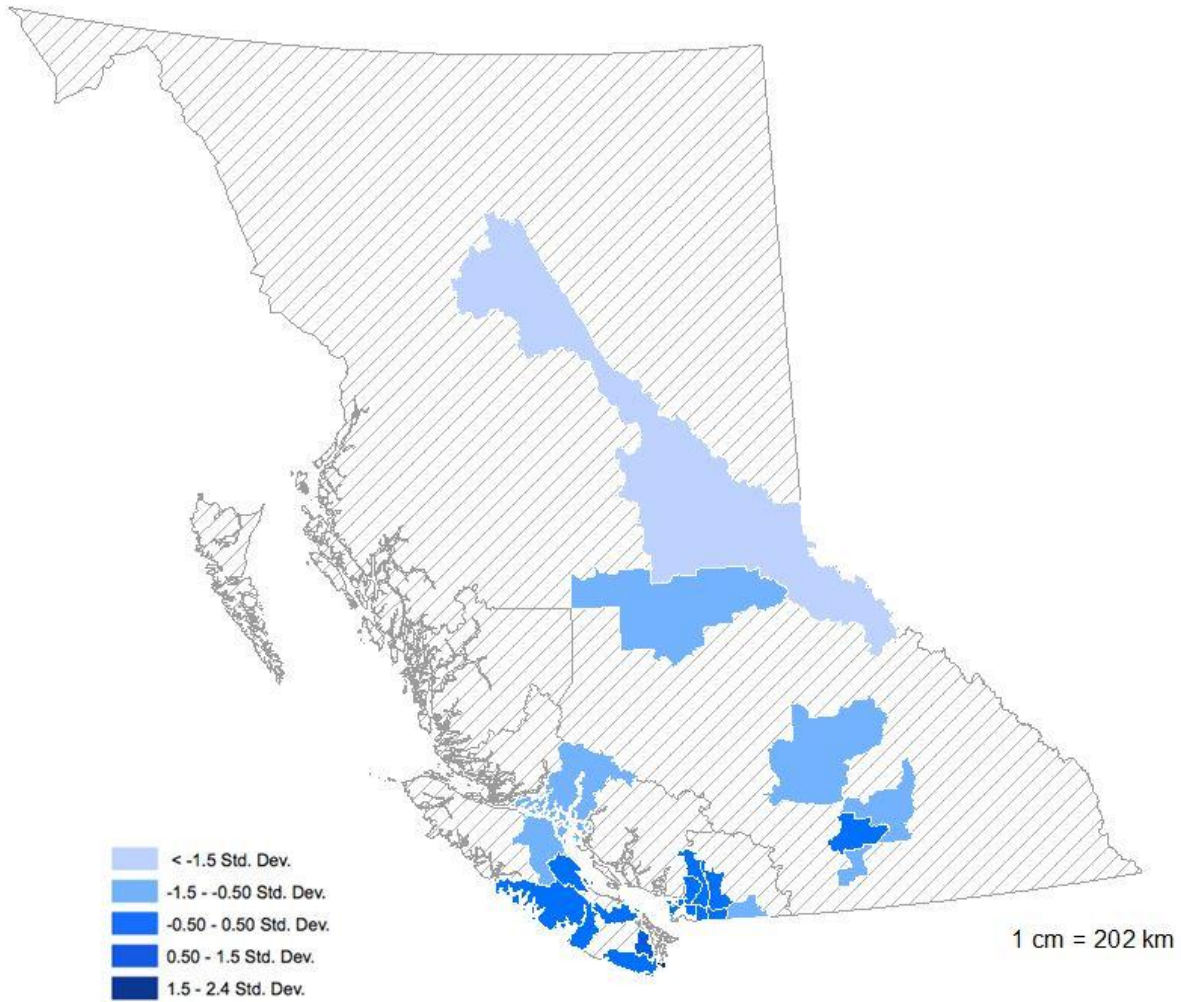 < -1.5 Std. Dev.
-1.5 - -0.50 Std. Dev.
-0.50 - 0.50 Std. Dev.
0.50 - 1.5 Std. Dev.
1.5 - 2.4 Std. Dev.
1 cm = 202 km